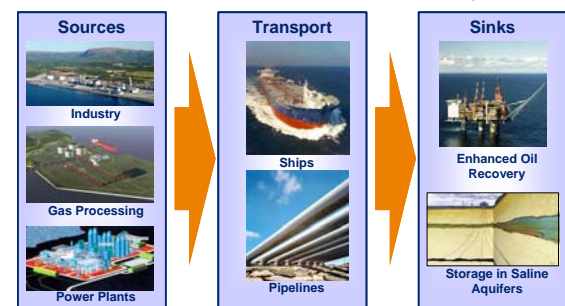 Sources
Industry
Gas Processing
Power Plants
Transport
Ships
Pipelines
Sinks
Enhanced Oil
Recovery
Storage in Saline
Aquifers